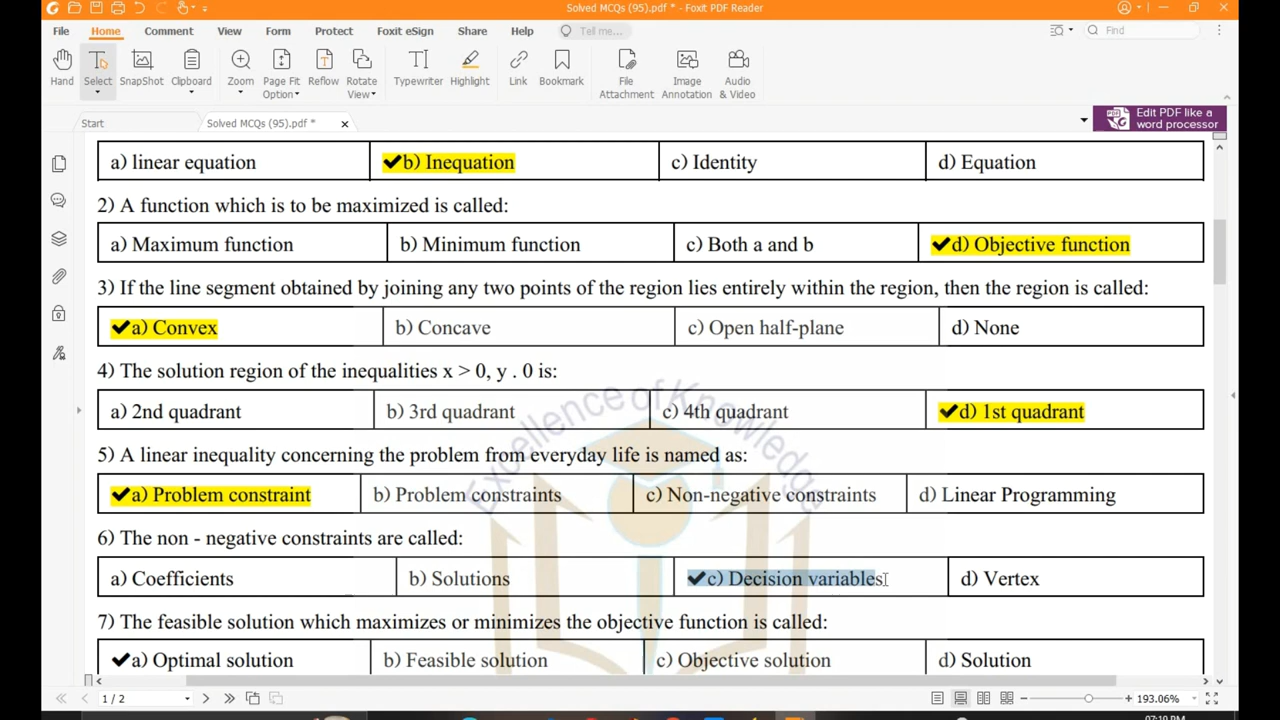 Solved MCQs (95).pdf * - Foxit PDF Reader
File Home Comment View Form Protect Foxit eSign Share Help Tell me... Find
Hand Select SnapShot Clipboard Zoom Page Fit Option Reflow Rotate View Typewriter Highlight Link Bookmark File Attachment Image Annotation Audio & Video
Start Solved MCQs (95).pdf * Edit PDF like a word processor
a) linear equation ✔b) Inequation c) Identity d) Equation
2) A function which is to be maximized is called:
a) Maximum function b) Minimum function c) Both a and b ✔d) Objective function
3) If the line segment obtained by joining any two points of the region lies entirely within the region, then the region is called:
✔a) Convex b) Concave c) Open half-plane d) None
4) The solution region of the inequalities x > 0, y . 0 is:
a) 2nd quadrant b) 3rd quadrant c) 4th quadrant ✔d) 1st quadrant
Excellence of Knowledge
5) A linear inequality concerning the problem from everyday life is named as:
✔a) Problem constraint b) Problem constraints c) Non-negative constraints d) Linear Programming
6) The non - negative constraints are called:
a) Coefficients b) Solutions ✔c) Decision variables d) Vertex
7) The feasible solution which maximizes or minimizes the objective function is called:
✔a) Optimal solution b) Feasible solution c) Objective solution d) Solution
1 / 2 193.06%